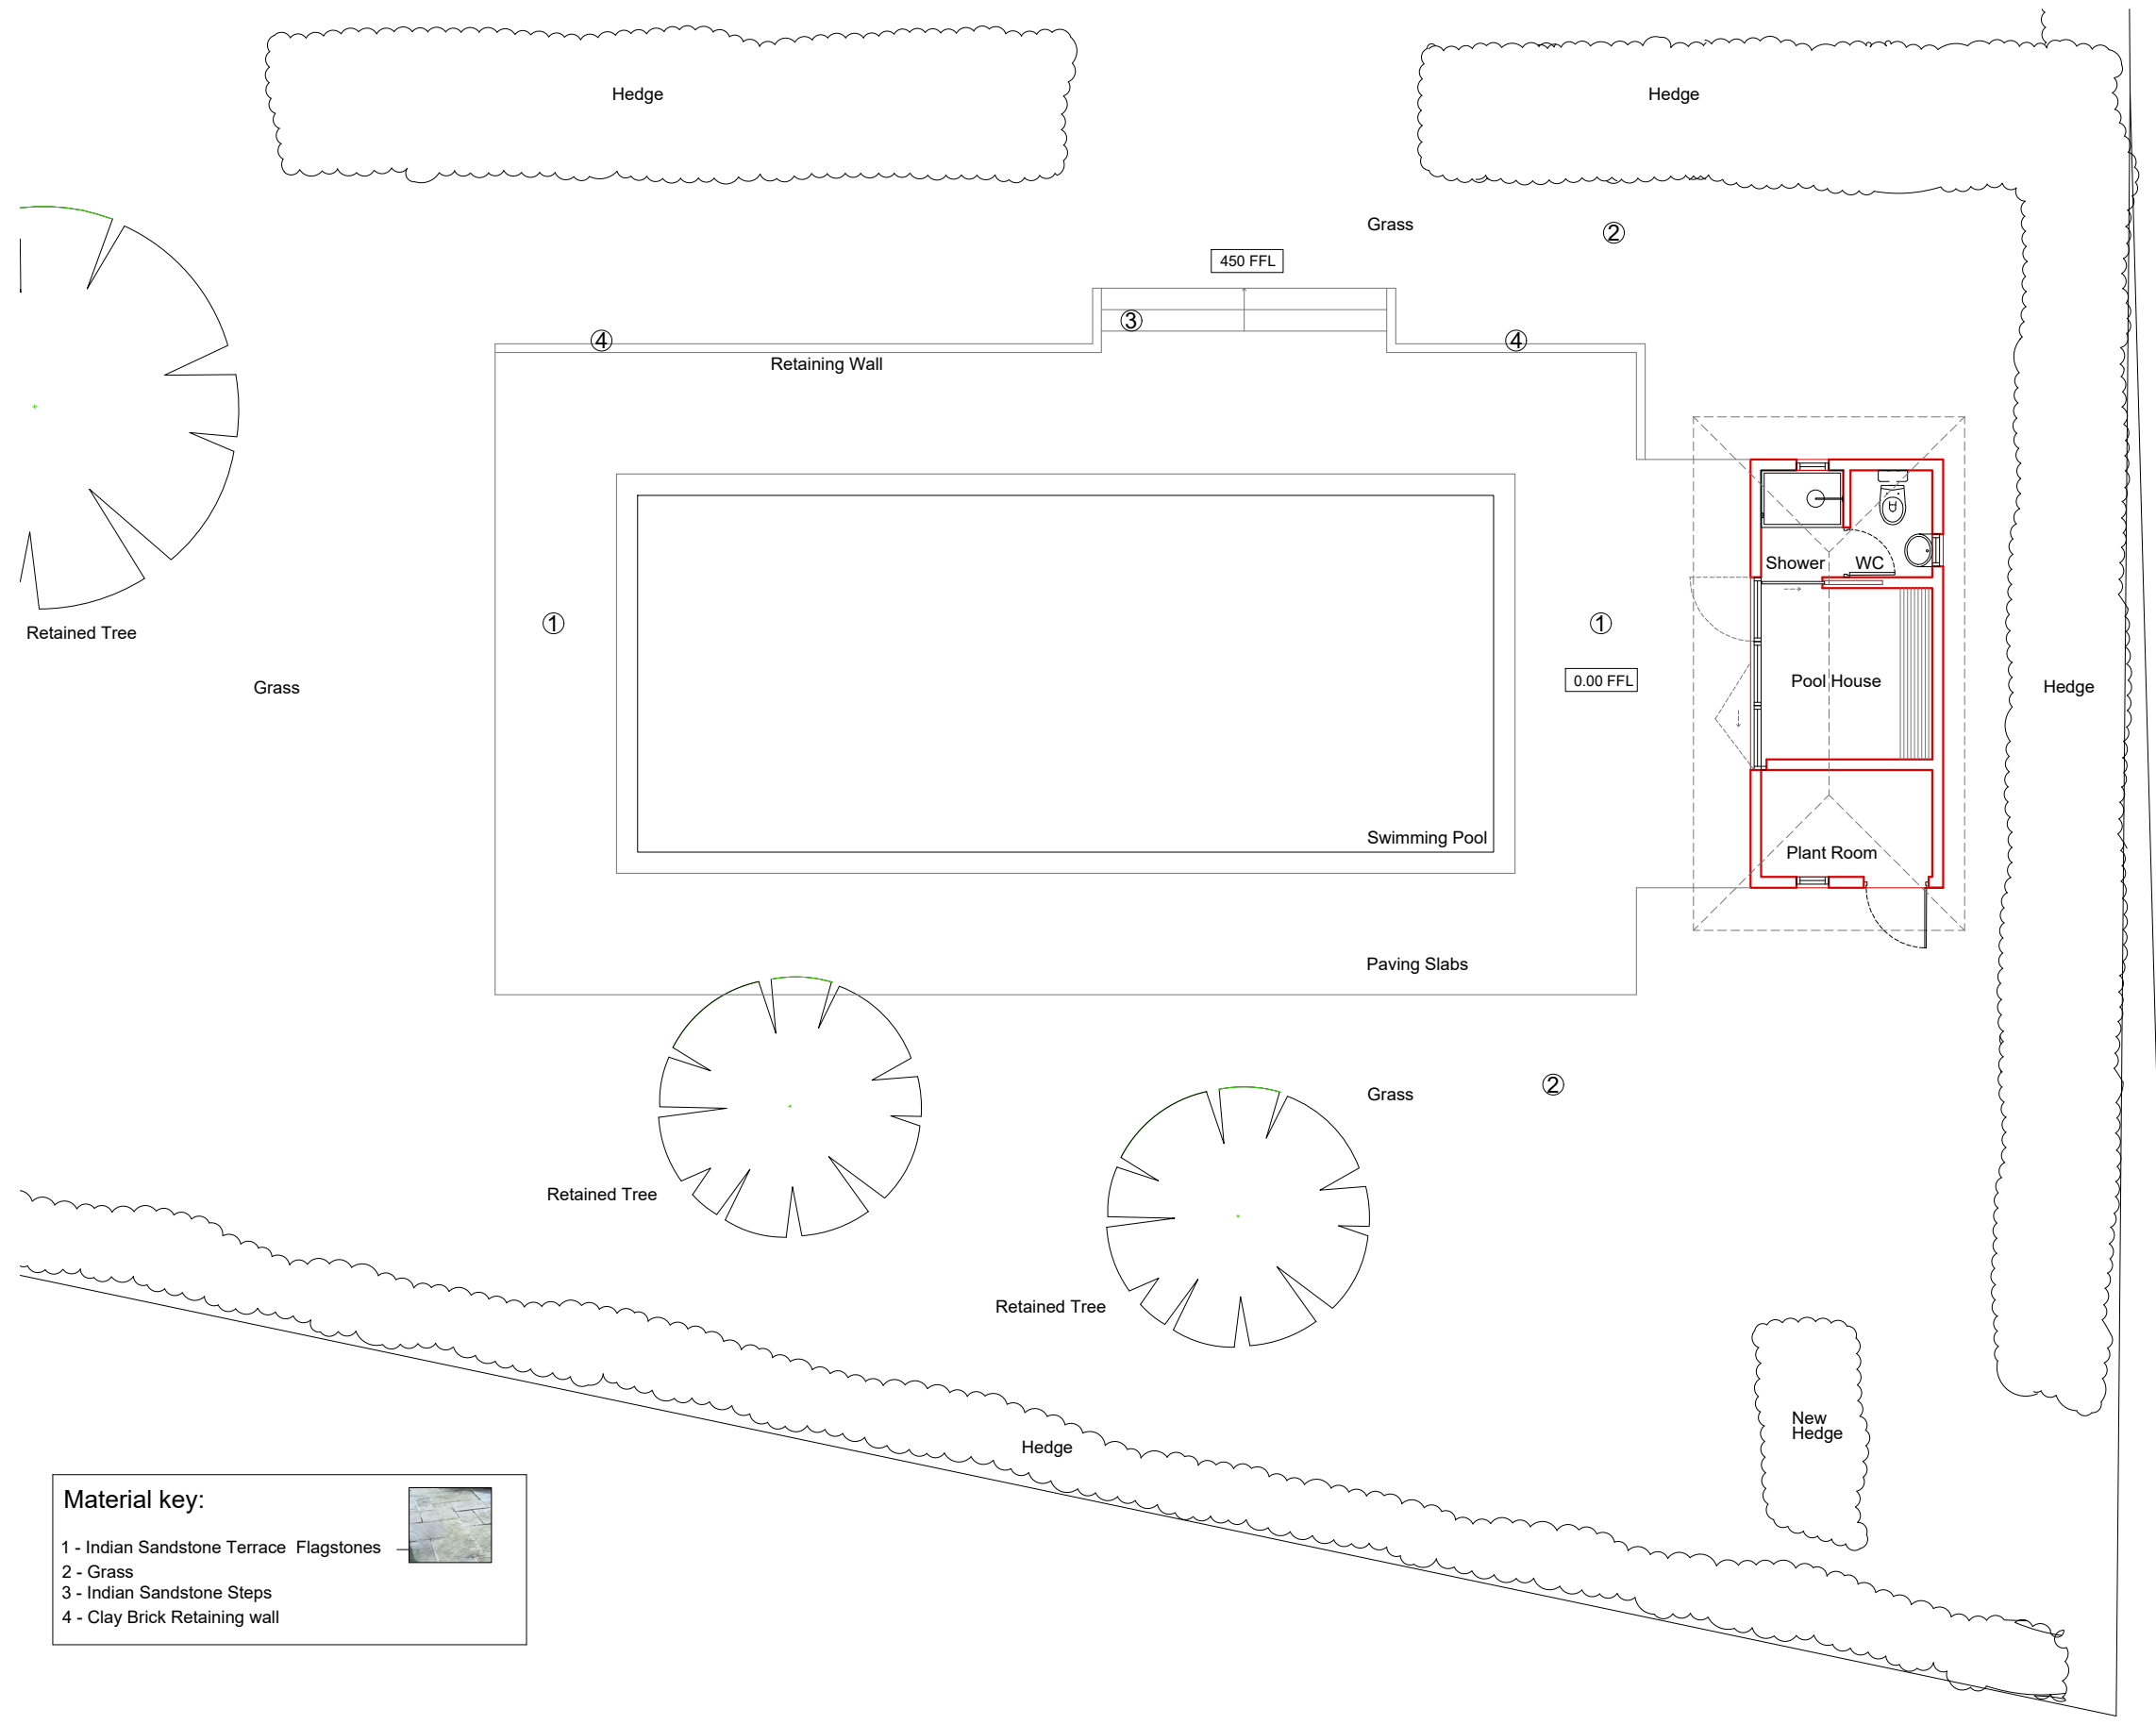 Hedge
Hedge
Grass
2
450 FFL
3
4
4
Retaining Wall
Shower
WC
1
1
Retained Tree
0.00 FFL
Pool House
Grass
Hedge
Swimming Pool
Plant Room
Paving Slabs
2
Grass
Retained Tree
Retained Tree
New
Hedge
Hedge
Material key:
1 - Indian Sandstone Terrace Flagstones
2 - Grass
3 - Indian Sandstone Steps
4 - Clay Brick Retaining wall